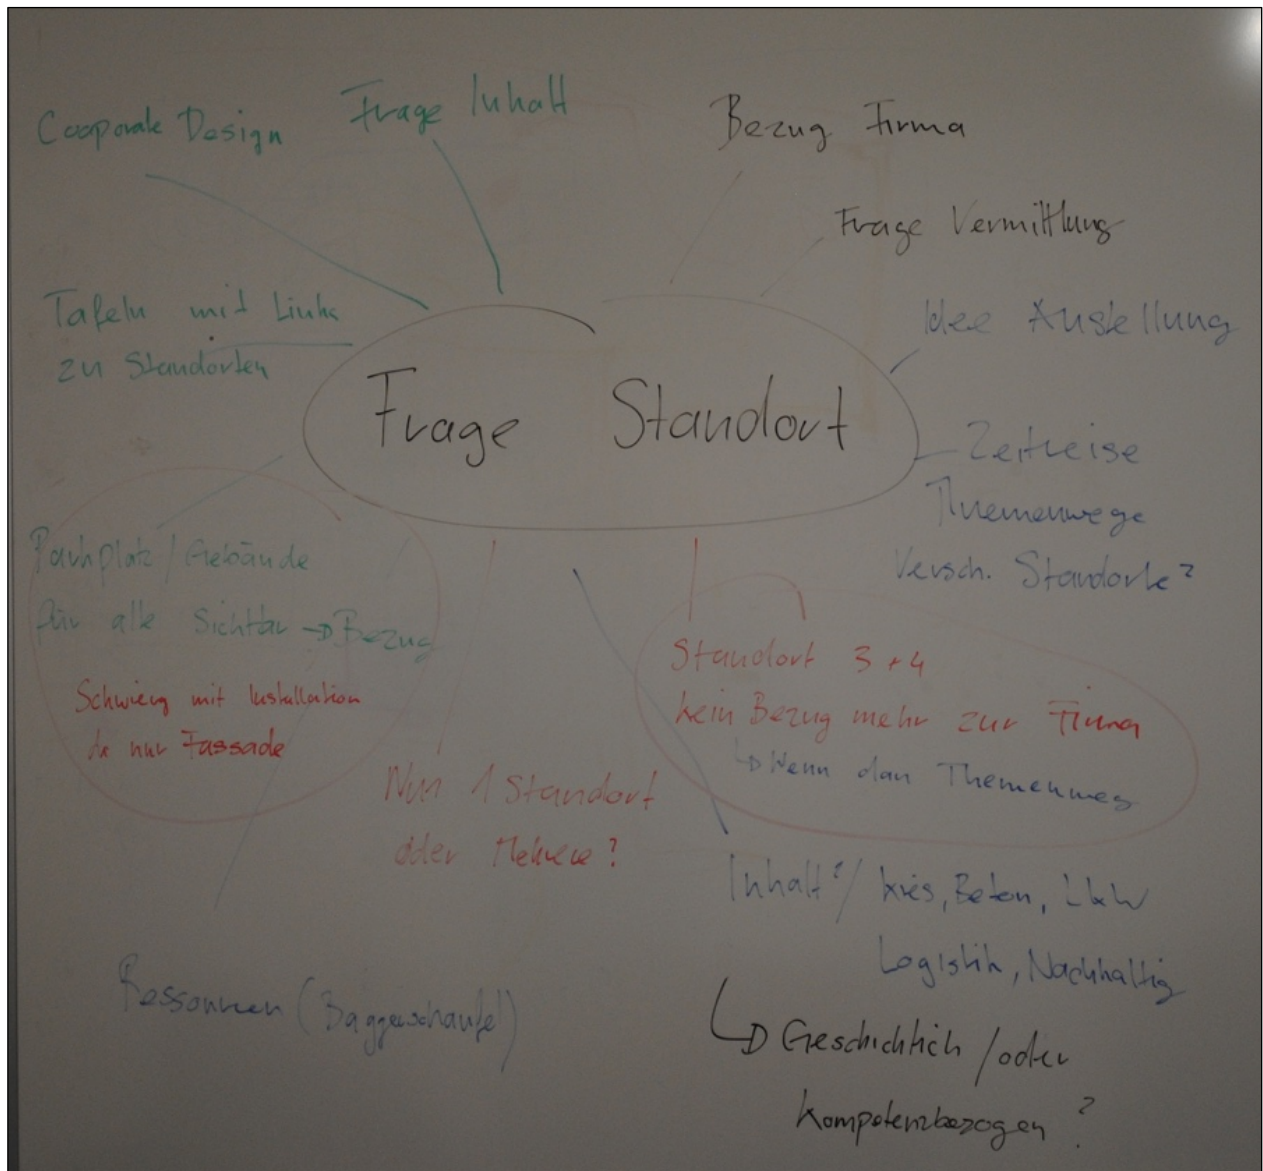 Cooporate Design
Frage Inhalt
Bezug Firma
Frage Vermittlung
Idee Austellung
Tafeln mit Links
zu Standorten
Frage Standort
Zeitreise
Themenwege
Versch. Standorte?
Parkplatz / Gebäude
für alle Sichtbar → Bezug
Schwierig mit Installation
da nur Fassade
Standort 3 + 4
kein Bezug mehr zur Firma
↳ Wenn dan Themenweg
Nur 1 Standort
oder Mehrere?
Inhalt? / Kies, Beton, LkW
Logistik, Nachhaltig
Ressourcen (Baggerschaufel)
↳ Geschichtlich / oder
kompetenzbezogen?